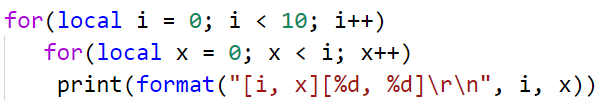 for(local i = 0; i < 10; i++)
for(local x = 0; x < i; x++)
print(format("[i, x][%d, %d]\r\n", i, x))